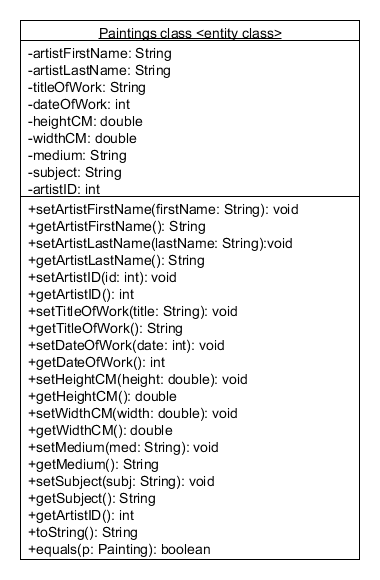 Paintings class <entity class>
-artistFirstName: String
-artistLastName: String
-titleOfWork: String
-dateOfWork: int
-heightCM: double
-widthCM: double
-medium: String
-subject: String
-artistID: int
+setArtistFirstName(firstName: String): void
+getArtistFirstName(): String
+setArtistLastName(lastName: String):void
+getArtistLastName(): String
+setArtistID(id: int): void
+getArtistID(): int
+setTitleOfWork(title: String): void
+getTitleOfWork(): String
+setDateOfWork(date: int): void
+getDateOfWork(): int
+setHeightCM(height: double): void
+getHeightCM(): double
+setWidthCM(width: double): void
+getWidthCM(): double
+setMedium(med: String): void
+getMedium(): String
+setSubject(subj: String): void
+getSubject(): String
+getArtistID(): int
+toString(): String
+equals(p: Painting): boolean